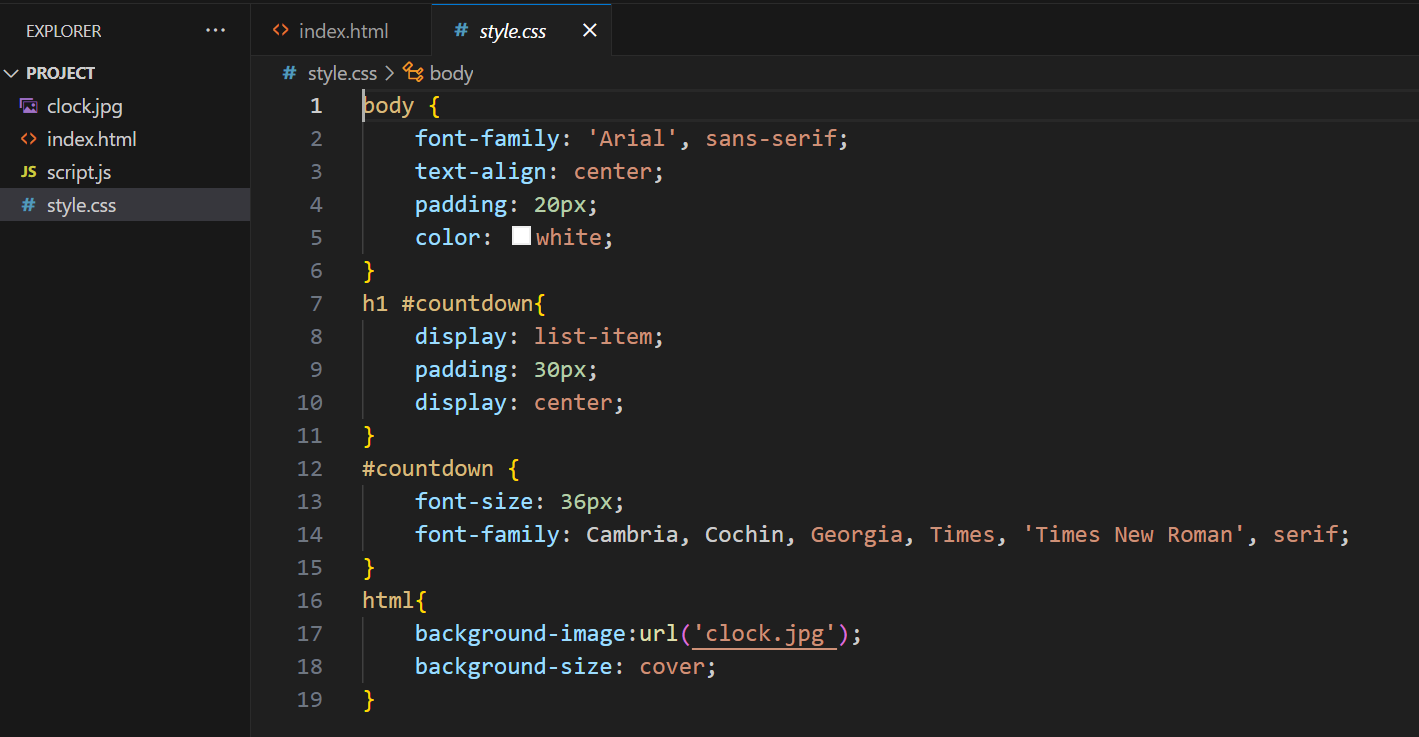 EXPLORER ···
index.html
# style.css ×
PROJECT
clock.jpg
index.html
JS script.js
# style.css
# style.css > body
1 body {
2     font-family: 'Arial', sans-serif;
3     text-align: center;
4     padding: 20px;
5     color: white;
6 }
7 h1 #countdown{
8     display: list-item;
9     padding: 30px;
10     display: center;
11 }
12 #countdown {
13     font-size: 36px;
14     font-family: Cambria, Cochin, Georgia, Times, 'Times New Roman', serif;
15 }
16 html{
17     background-image:url('clock.jpg');
18     background-size: cover;
19 }